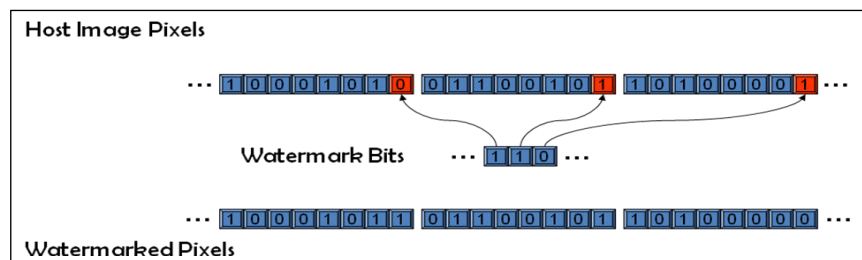 Host Image Pixels
... 1 0 0 0 1 0 1 0 0 1 1 1 0 0 1 0 1 1 0 1 0 0 0 0 1 ...
Watermark Bits ... 1 1 0 ...
... 1 0 0 0 1 0 1 1 0 1 1 0 0 1 0 1 1 0 1 0 0 0 0 0 ...
Watermarked Pixels